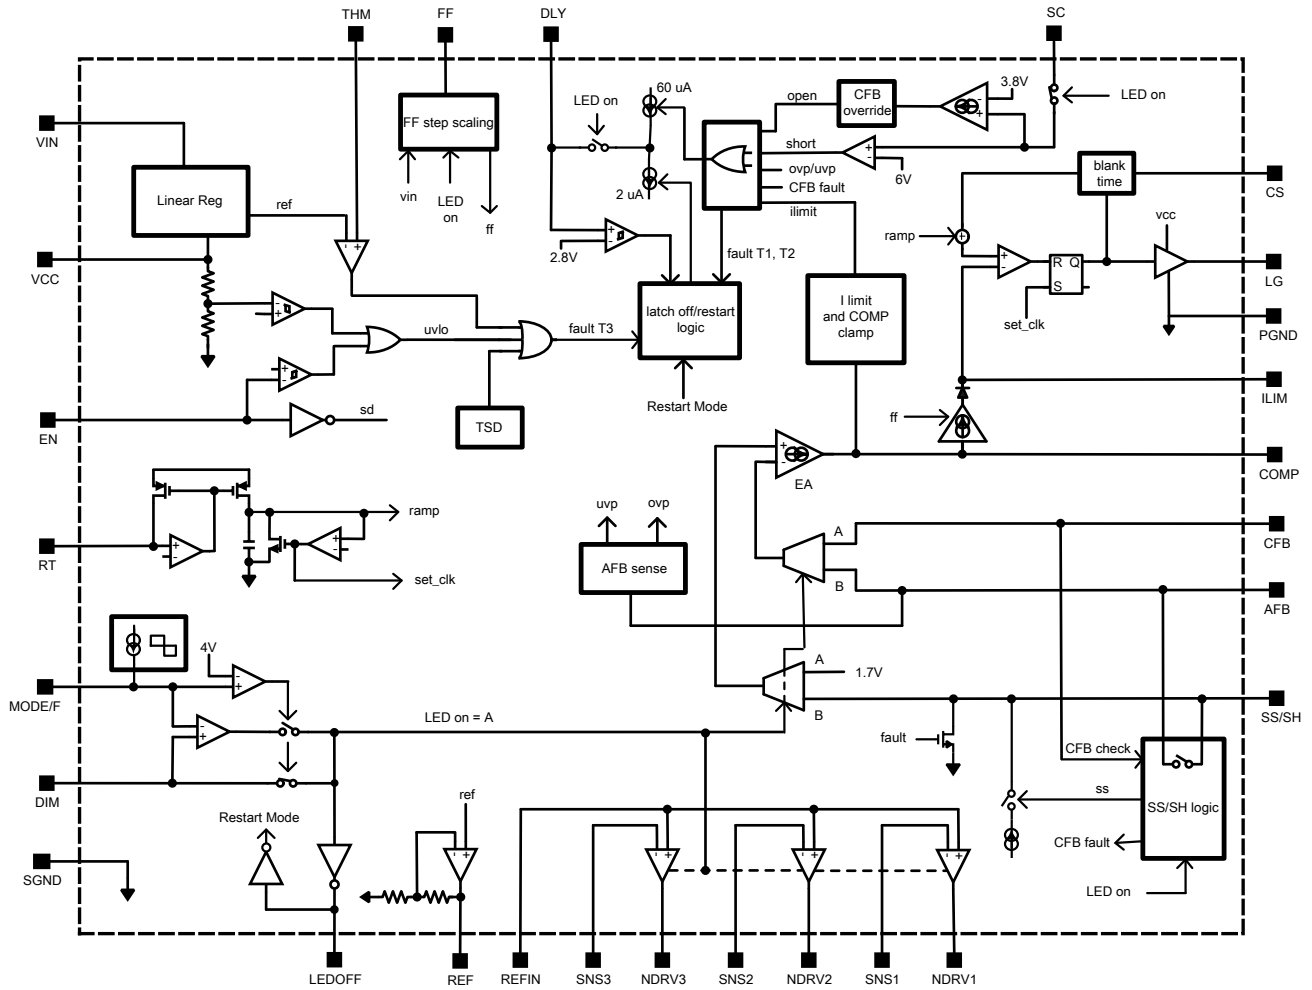 THM
FF
DLY
SC
VIN
VCC
EN
RT
MODE/F
DIM
SGND
CS
LG
PGND
ILIM
COMP
CFB
AFB
SS/SH
LEDOFF
REF
REFIN
SNS3
NDRV3
SNS2
NDRV2
SNS1
NDRV1
Linear Reg
ref
FF step scaling
vin
LED
on
ff
LED on
60 uA
2 uA
2.8V
+
-
open
short
ovp/uvp
CFB fault
ilimit
CFB
override
3.8V
-
+
LED on
+
-
6V
fault T1, T2
latch off/restart
logic
Restart Mode
I limit
and COMP
clamp
blank
time
ramp
+
+
-
R Q
S
set_clk
vcc
ff
- +
-
+
+
-
uvlo
fault T3
TSD
sd
+
-
EA
uvp
ovp
AFB sense
A
B
A
B
1.7V
+
-
ramp
+
-
set_clk
4V
-
+
-
+
LED on = A
Restart Mode
ref
- +
- +
- +
- +
fault
CFB check
ss
SS/SH logic
CFB fault
LED on